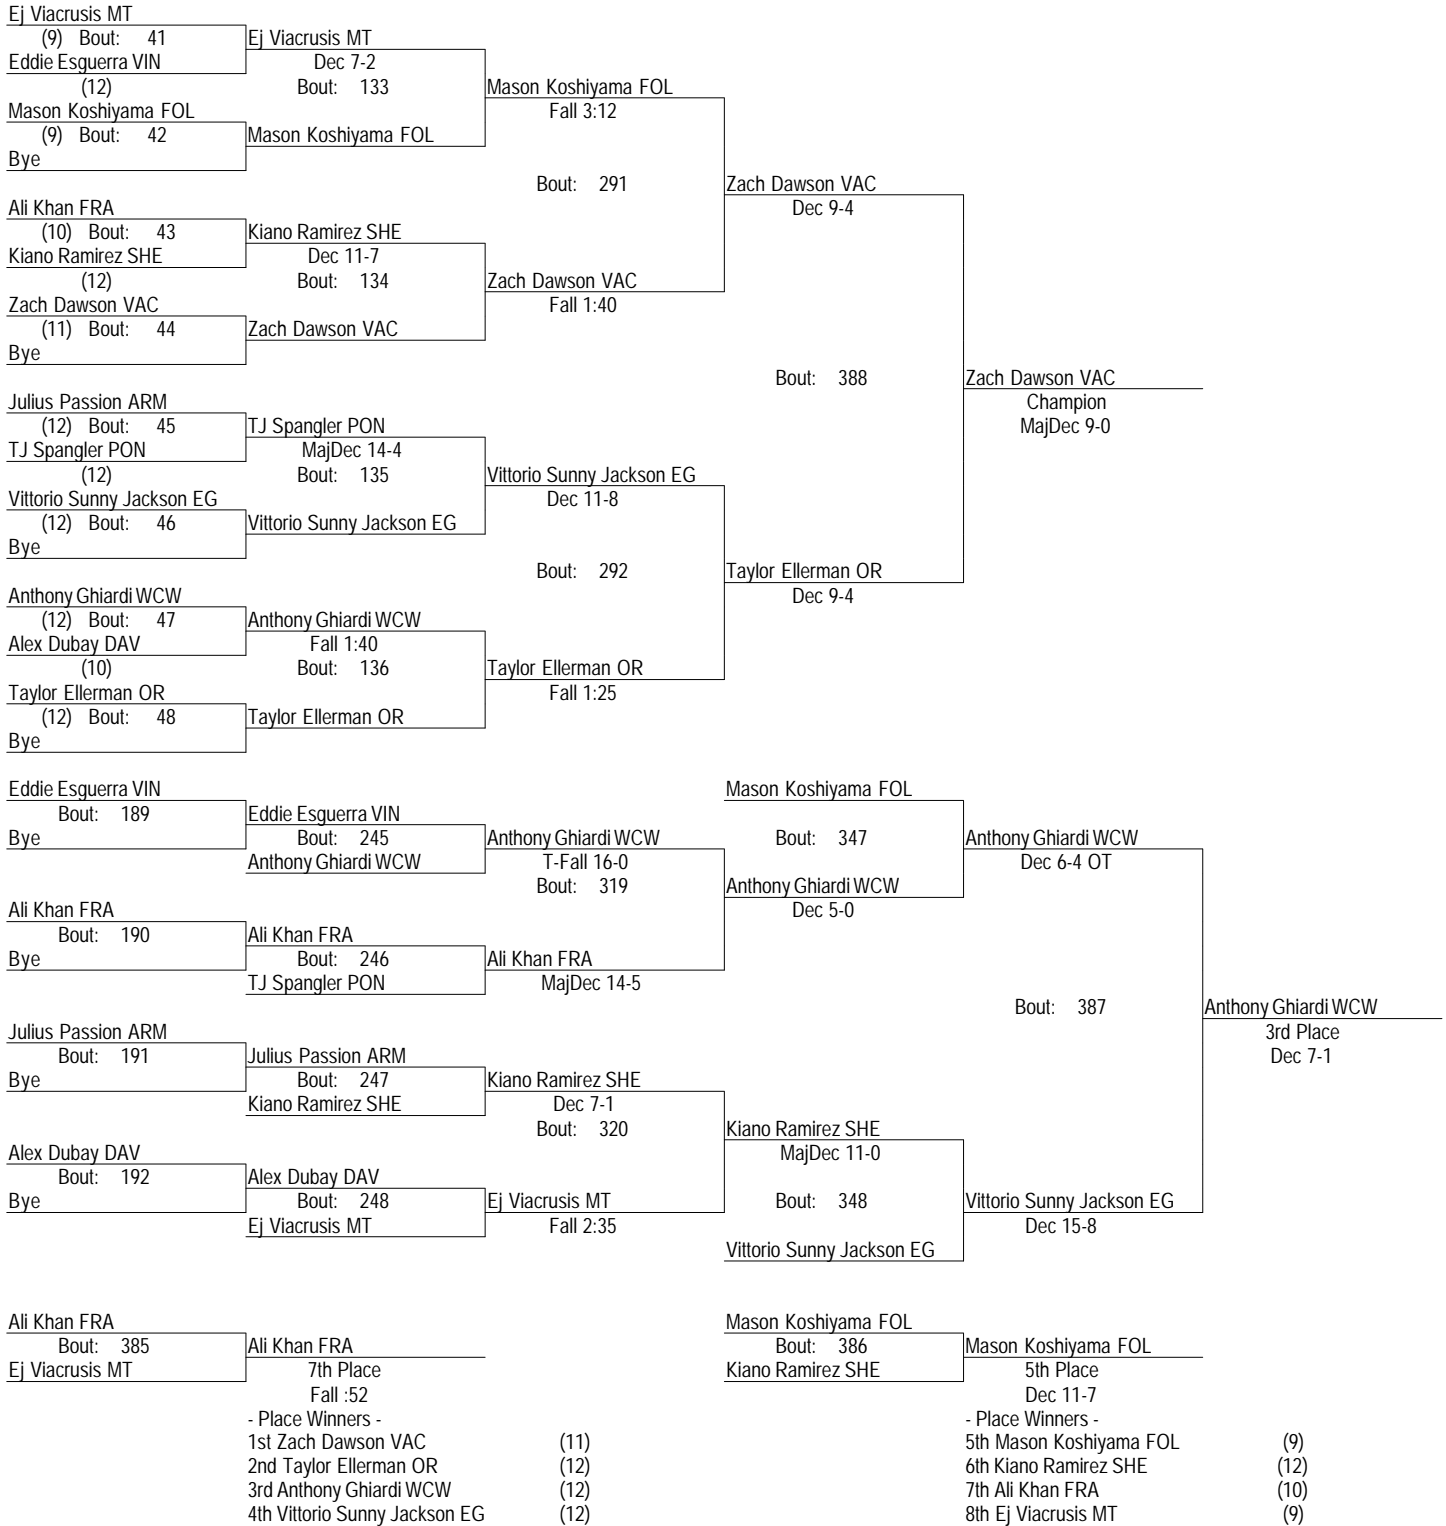 Ej Viacrusis MT
(9) Bout: 41 Ej Viacrusis MT
Eddie Esguerra VIN Dec 7-2
(12) Bout: 133 Mason Koshiyama FOL
Mason Koshiyama FOL Fall 3:12
(9) Bout: 42 Mason Koshiyama FOL
Bye
Bout: 291 Zach Dawson VAC
Ali Khan FRA Dec 9-4
(10) Bout: 43 Kiano Ramirez SHE
Kiano Ramirez SHE Dec 11-7
(12) Bout: 134 Zach Dawson VAC
Zach Dawson VAC Fall 1:40
(11) Bout: 44 Zach Dawson VAC
Bye
Bout: 388 Zach Dawson VAC
Julius Passion ARM Champion
(12) Bout: 45 TJ Spangler PON MajDec 9-0
TJ Spangler PON MajDec 14-4
(12) Bout: 135 Vittorio Sunny Jackson EG
Vittorio Sunny Jackson EG Dec 11-8
(12) Bout: 46 Vittorio Sunny Jackson EG
Bye
Bout: 292 Taylor Ellerman OR
Anthony Ghiardi WCW Dec 9-4
(12) Bout: 47 Anthony Ghiardi WCW
Alex Dubay DAV Fall 1:40
(10) Bout: 136 Taylor Ellerman OR
Taylor Ellerman OR Fall 1:25
(12) Bout: 48 Taylor Ellerman OR
Bye
Eddie Esguerra VIN Mason Koshiyama FOL
Bout: 189 Eddie Esguerra VIN
Bye Bout: 245 Anthony Ghiardi WCW Bout: 347 Anthony Ghiardi WCW
Anthony Ghiardi WCW T-Fall 16-0 Dec 6-4 OT
Bout: 319 Anthony Ghiardi WCW
Ali Khan FRA Dec 5-0
Bout: 190 Ali Khan FRA
Bye Bout: 246 Ali Khan FRA
TJ Spangler PON MajDec 14-5
Bout: 387 Anthony Ghiardi WCW
Julius Passion ARM 3rd Place
Bout: 191 Julius Passion ARM Dec 7-1
Bye Bout: 247 Kiano Ramirez SHE
Kiano Ramirez SHE Dec 7-1
Bout: 320 Kiano Ramirez SHE
Alex Dubay DAV MajDec 11-0
Bout: 192 Alex Dubay DAV
Bye Bout: 248 Ej Viacrusis MT Bout: 348 Vittorio Sunny Jackson EG
Ej Viacrusis MT Fall 2:35 Dec 15-8
Vittorio Sunny Jackson EG
Ali Khan FRA Mason Koshiyama FOL
Bout: 385 Ali Khan FRA Bout: 386 Mason Koshiyama FOL
Ej Viacrusis MT 7th Place Kiano Ramirez SHE 5th Place
Fall :52 Dec 11-7
- Place Winners - - Place Winners -
1st Zach Dawson VAC (11) 5th Mason Koshiyama FOL (9)
2nd Taylor Ellerman OR (12) 6th Kiano Ramirez SHE (12)
3rd Anthony Ghiardi WCW (12) 7th Ali Khan FRA (10)
4th Vittorio Sunny Jackson EG (12) 8th Ej Viacrusis MT (9)